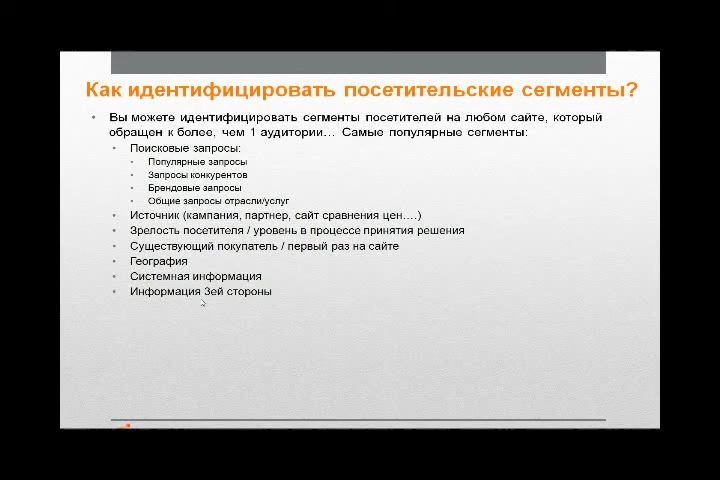 Как идентифицировать посетительские сегменты?
Вы можете идентифицировать сегменты посетителей на любом сайте, который
обращен к более, чем 1 аудитории… Самые популярные сегменты:
Поисковые запросы:
Популярные запросы
Запросы конкурентов
Брендовые запросы
Общие запросы отрасли/услуг
Источник (кампания, партнер, сайт сравнения цен….)
Зрелость посетителя / уровень в процессе принятия решения
Существующий покупатель / первый раз на сайте
География
Системная информация
Информация 3ей стороны